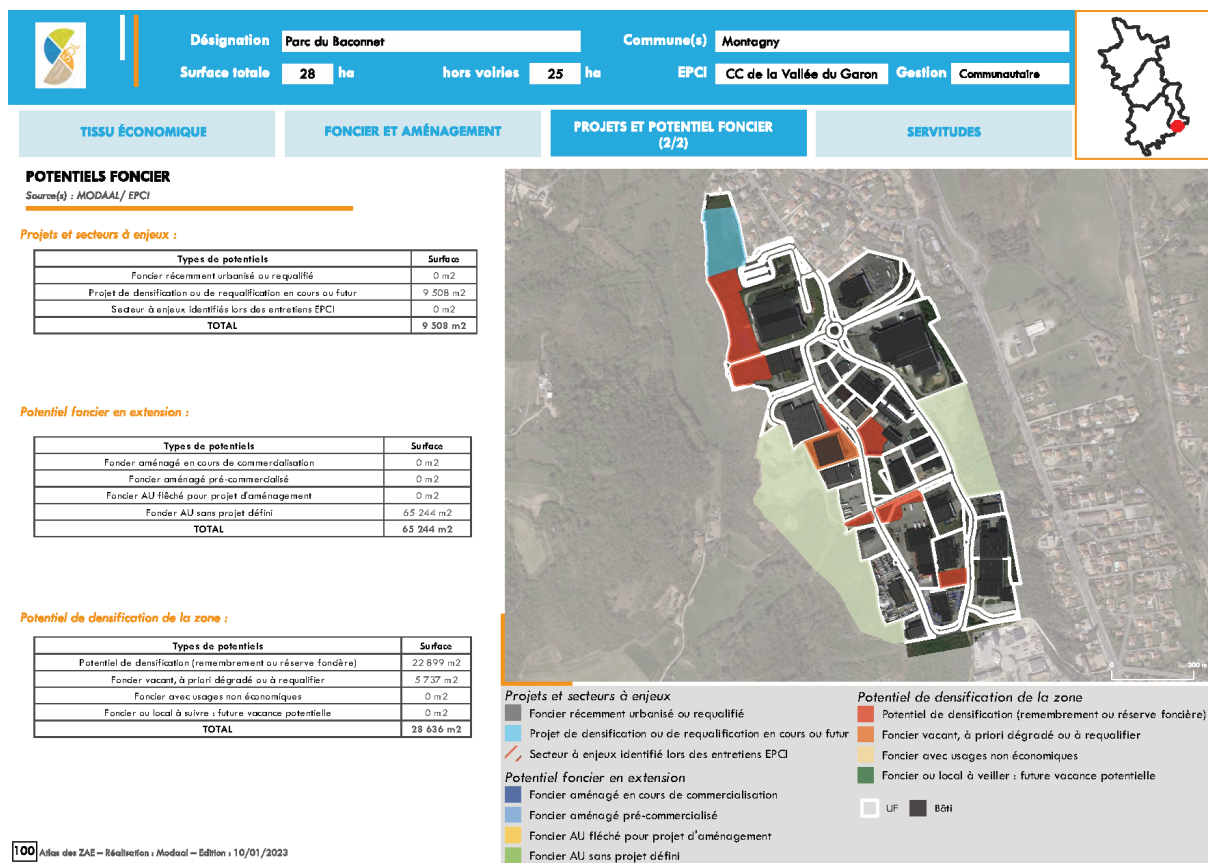 Désignation Parc du Baconnet Commune(s) Montagny
Surface totale 28 ha hors voiries 25 ha EPCI CC de la Vallée du Garon Gestion Communautaire
TISSU ÉCONOMIQUE FONCIER ET AMÉNAGEMENT PROJETS ET POTENTIEL FONCIER (2/2) SERVITUDES
POTENTIELS FONCIER
Source(s) : MODAAL/ EPCI
Projets et secteurs à enjeux :
Types de potentiels Surface
Foncier récemment urbanisé ou requalifié 0 m2
Projet de densification ou de requalification en cours ou futur 9 508 m2
Secteur à enjeux identifiés lors des entretiens EPCI 0 m2
TOTAL 9 508 m2
Potentiel foncier en extension :
Types de potentiels Surface
Foncier aménagé en cours de commercialisation 0 m2
Foncier aménagé pré-commercialisé 0 m2
Foncier AU flêché pour projet d'aménagement 0 m2
Foncier AU sans projet défini 65 244 m2
TOTAL 65 244 m2
Potentiel de densification de la zone :
Types de potentiels Surface
Potentiel de densification (remembrement ou réserve foncère) 22 899 m2
Foncier vacant, à priori dégradé ou à requalifier 5 737 m2
Foncier avec usages non économiques 0 m2
Foncier ou local à suivre : future vacance potentielle 0 m2
TOTAL 28 636 m2
0 200 m
Projets et secteurs à enjeux
Foncier récemment urbanisé ou requalifié
Projet de densification ou de requalification en cours ou futur
Secteur à enjeux identifié lors des entretiens EPCI
Potentiel foncier en extension
Foncier aménagé en cours de commercialisation
Foncier aménagé pré-commercialisé
Foncier AU fléché pour projet d'aménagement
Foncier AU sans projet défini
Potentiel de densification de la zone
Potentiel de densification (remembrement ou réserve foncière)
Foncier vacant, à priori dégradé ou à requalifier
Foncier avec usages non économiques
Foncier ou local à veiller : future vacance potentielle
UF Bâti
100 Atlas des ZAE – Réalisation : Modaal – Edition : 10/01/2023